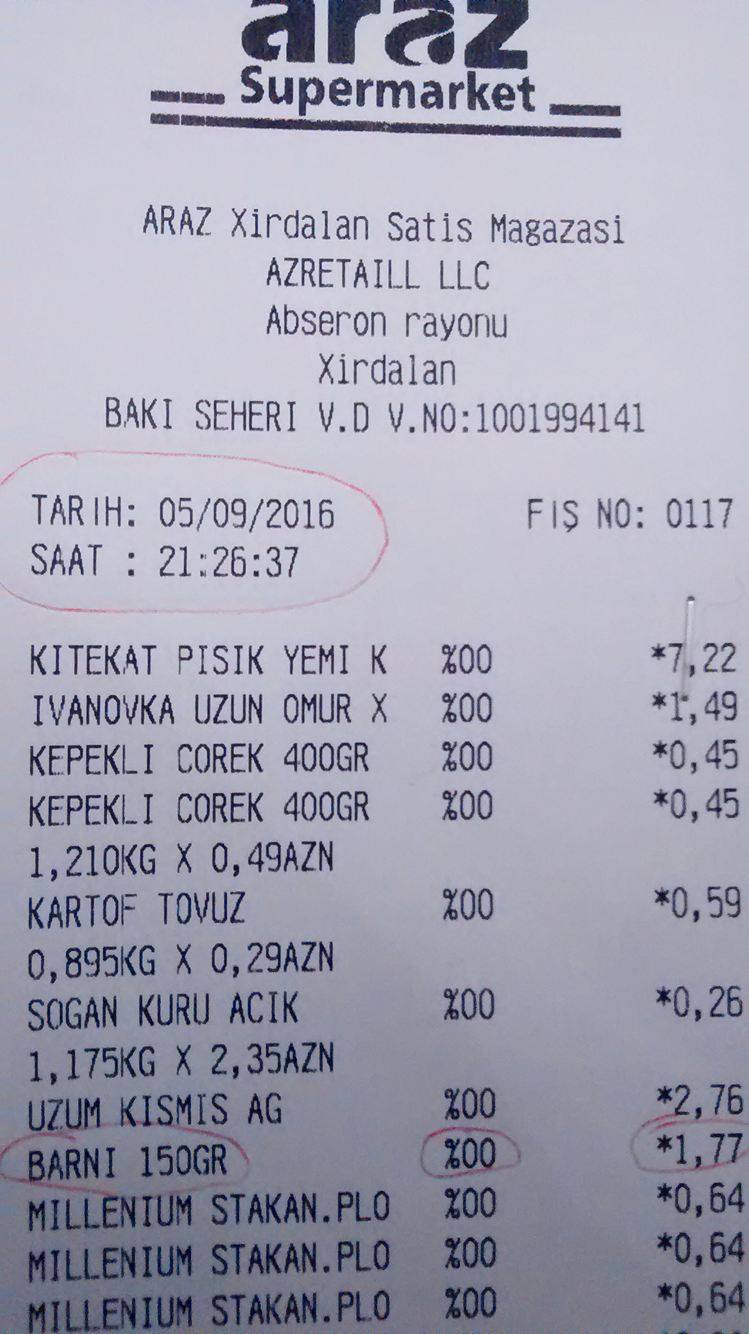 araz
Supermarket
ARAZ Xirdalan Satis Magazasi
AZRETAILL LLC
Abseron rayonu
Xirdalan
BAKI SEHERI V.D V.NO:1001994141
TARIH: 05/09/2016 FIŞ NO: 0117
SAAT : 21:26:37
KITEKAT PISIK YEMI K %00 *7,22
IVANOVKA UZUN OMUR X %00 *1,49
KEPEKLI COREK 400GR %00 *0,45
KEPEKLI COREK 400GR %00 *0,45
1,210KG X 0,49AZN
KARTOF TOVUZ %00 *0,59
0,895KG X 0,29AZN
SOGAN KURU ACIK %00 *0,26
1,175KG X 2,35AZN
UZUM KISMIS AG %00 *2,76
BARNI 150GR %00 *1,77
MILLENIUM STAKAN.PLO %00 *0,64
MILLENIUM STAKAN.PLO %00 *0,64
MILLENIUM STAKAN.PLO %00 *0,64